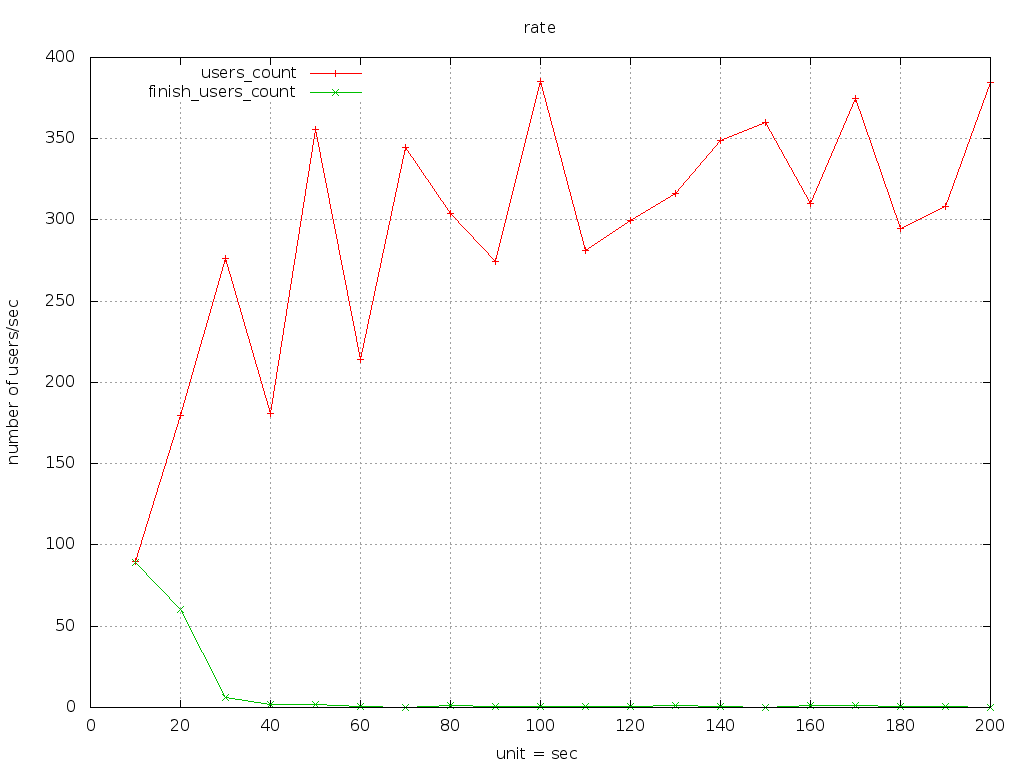 rate
users_count
finish_users_count
400
350
300
250
200
150
100
50
0
number of users/sec
0 20 40 60 80 100 120 140 160 180 200
unit = sec